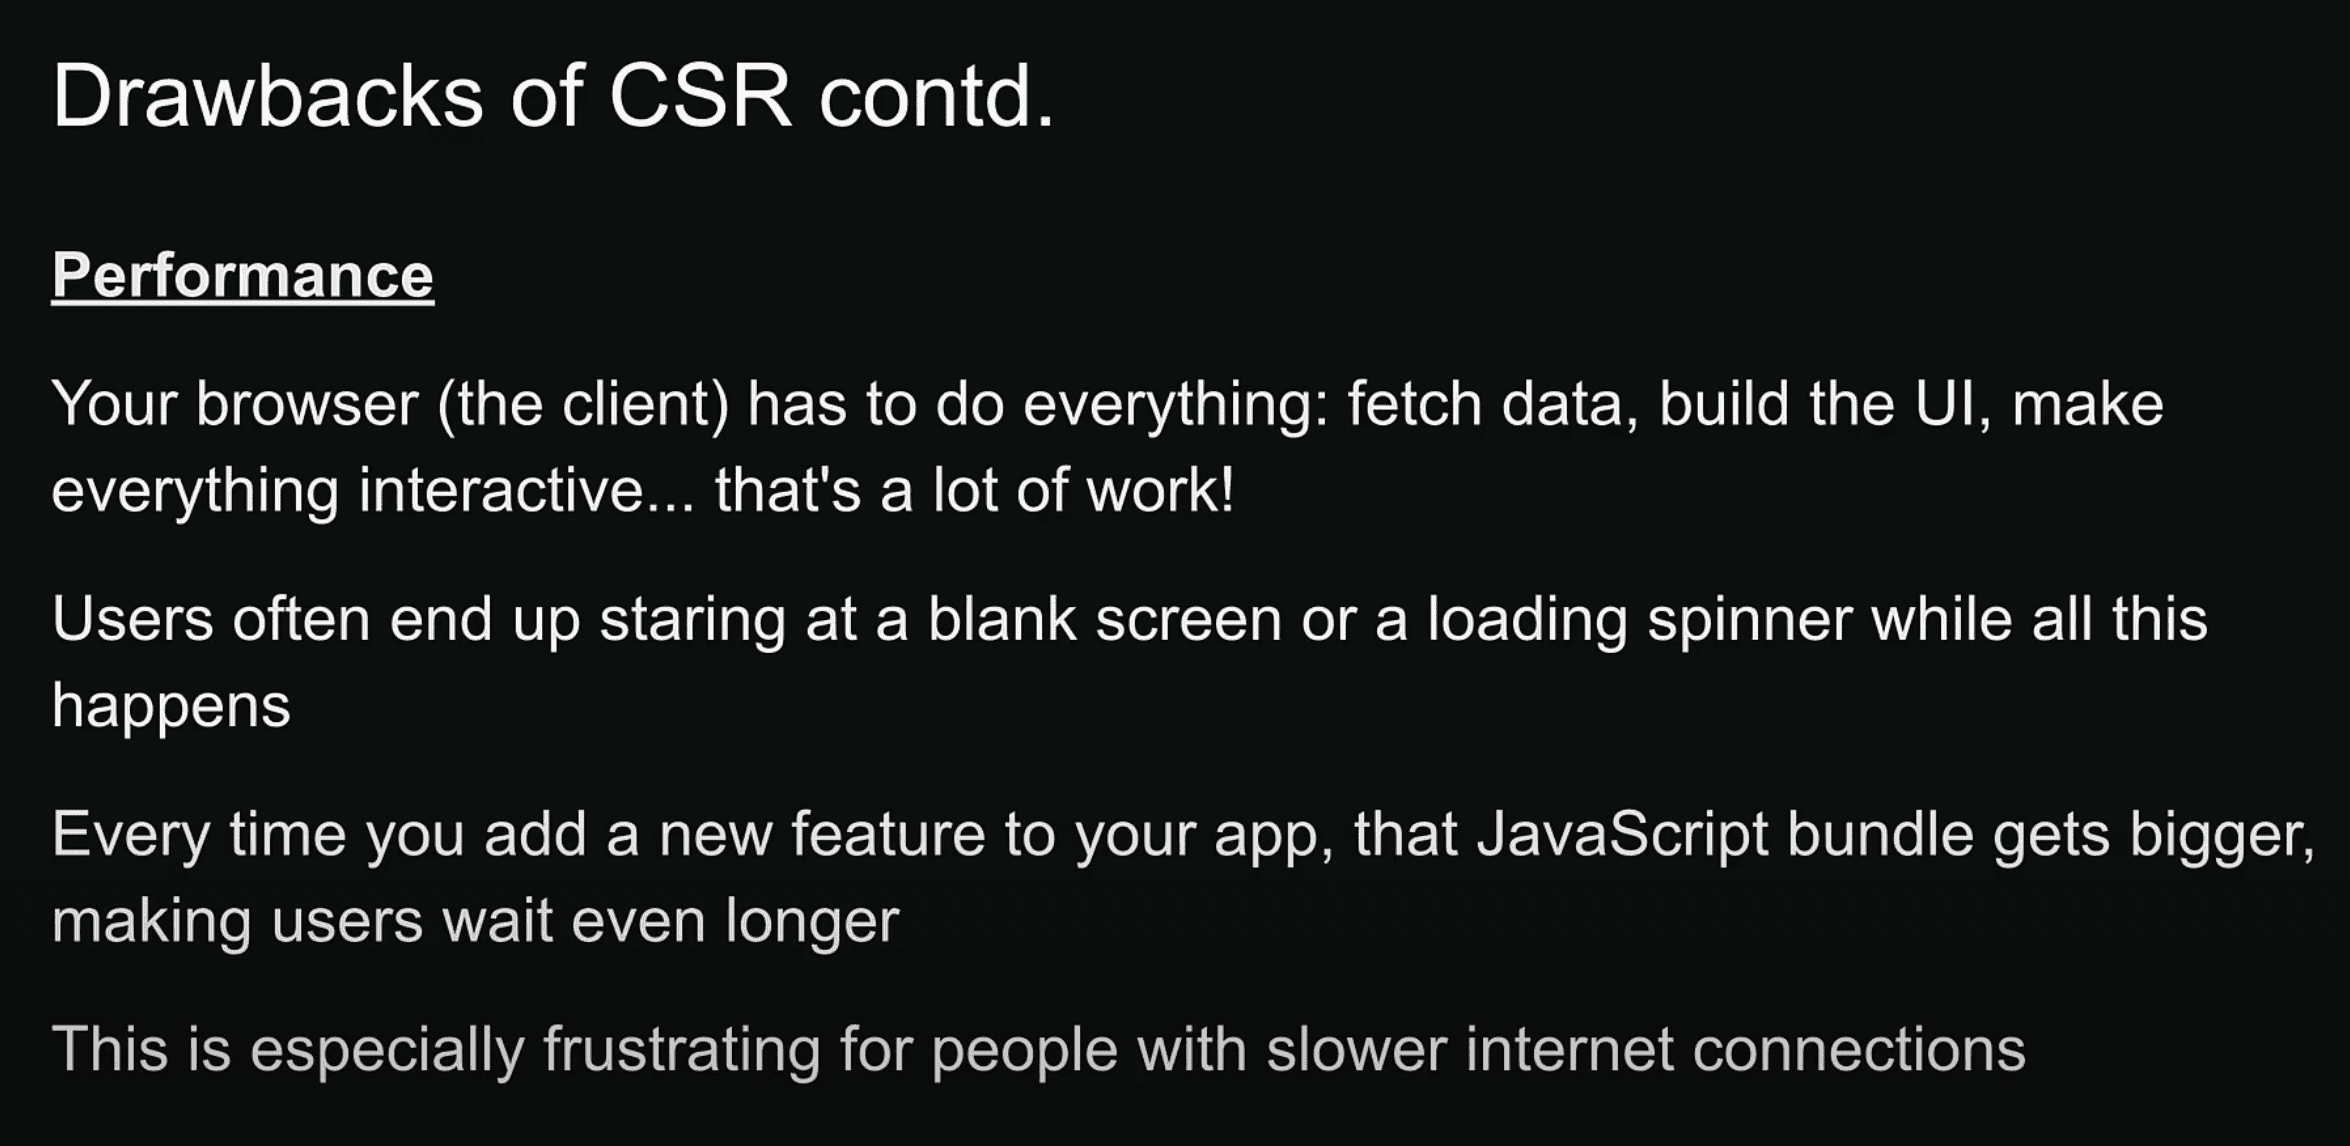 Drawbacks of CSR contd.
Performance
Your browser (the client) has to do everything: fetch data, build the UI, make
everything interactive... that's a lot of work!
Users often end up staring at a blank screen or a loading spinner while all this
happens
Every time you add a new feature to your app, that JavaScript bundle gets bigger,
making users wait even longer
This is especially frustrating for people with slower internet connections